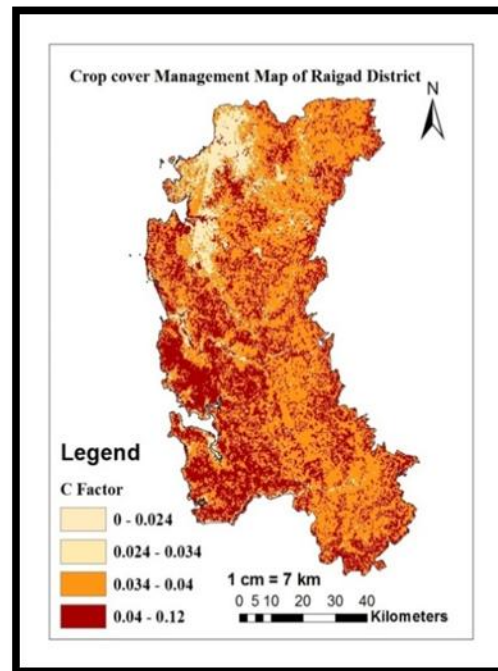 Crop cover Management Map of Raigad District
N
Legend
C Factor
0 - 0.024
0.024 - 0.034
0.034 - 0.04
0.04 - 0.12
1 cm = 7 km
0 5 10 20 30 40
Kilometers